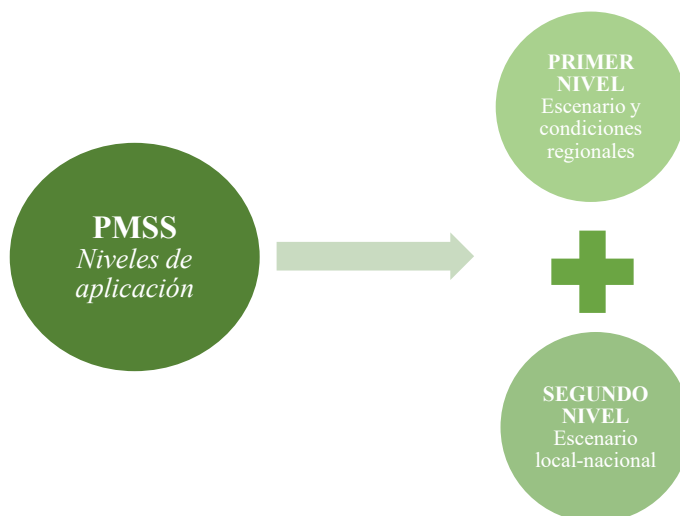 PRIMER
NIVEL
Escenario y
condiciones
regionales
PMSS
Niveles de
aplicación
SEGUNDO
NIVEL
Escenario
local-nacional